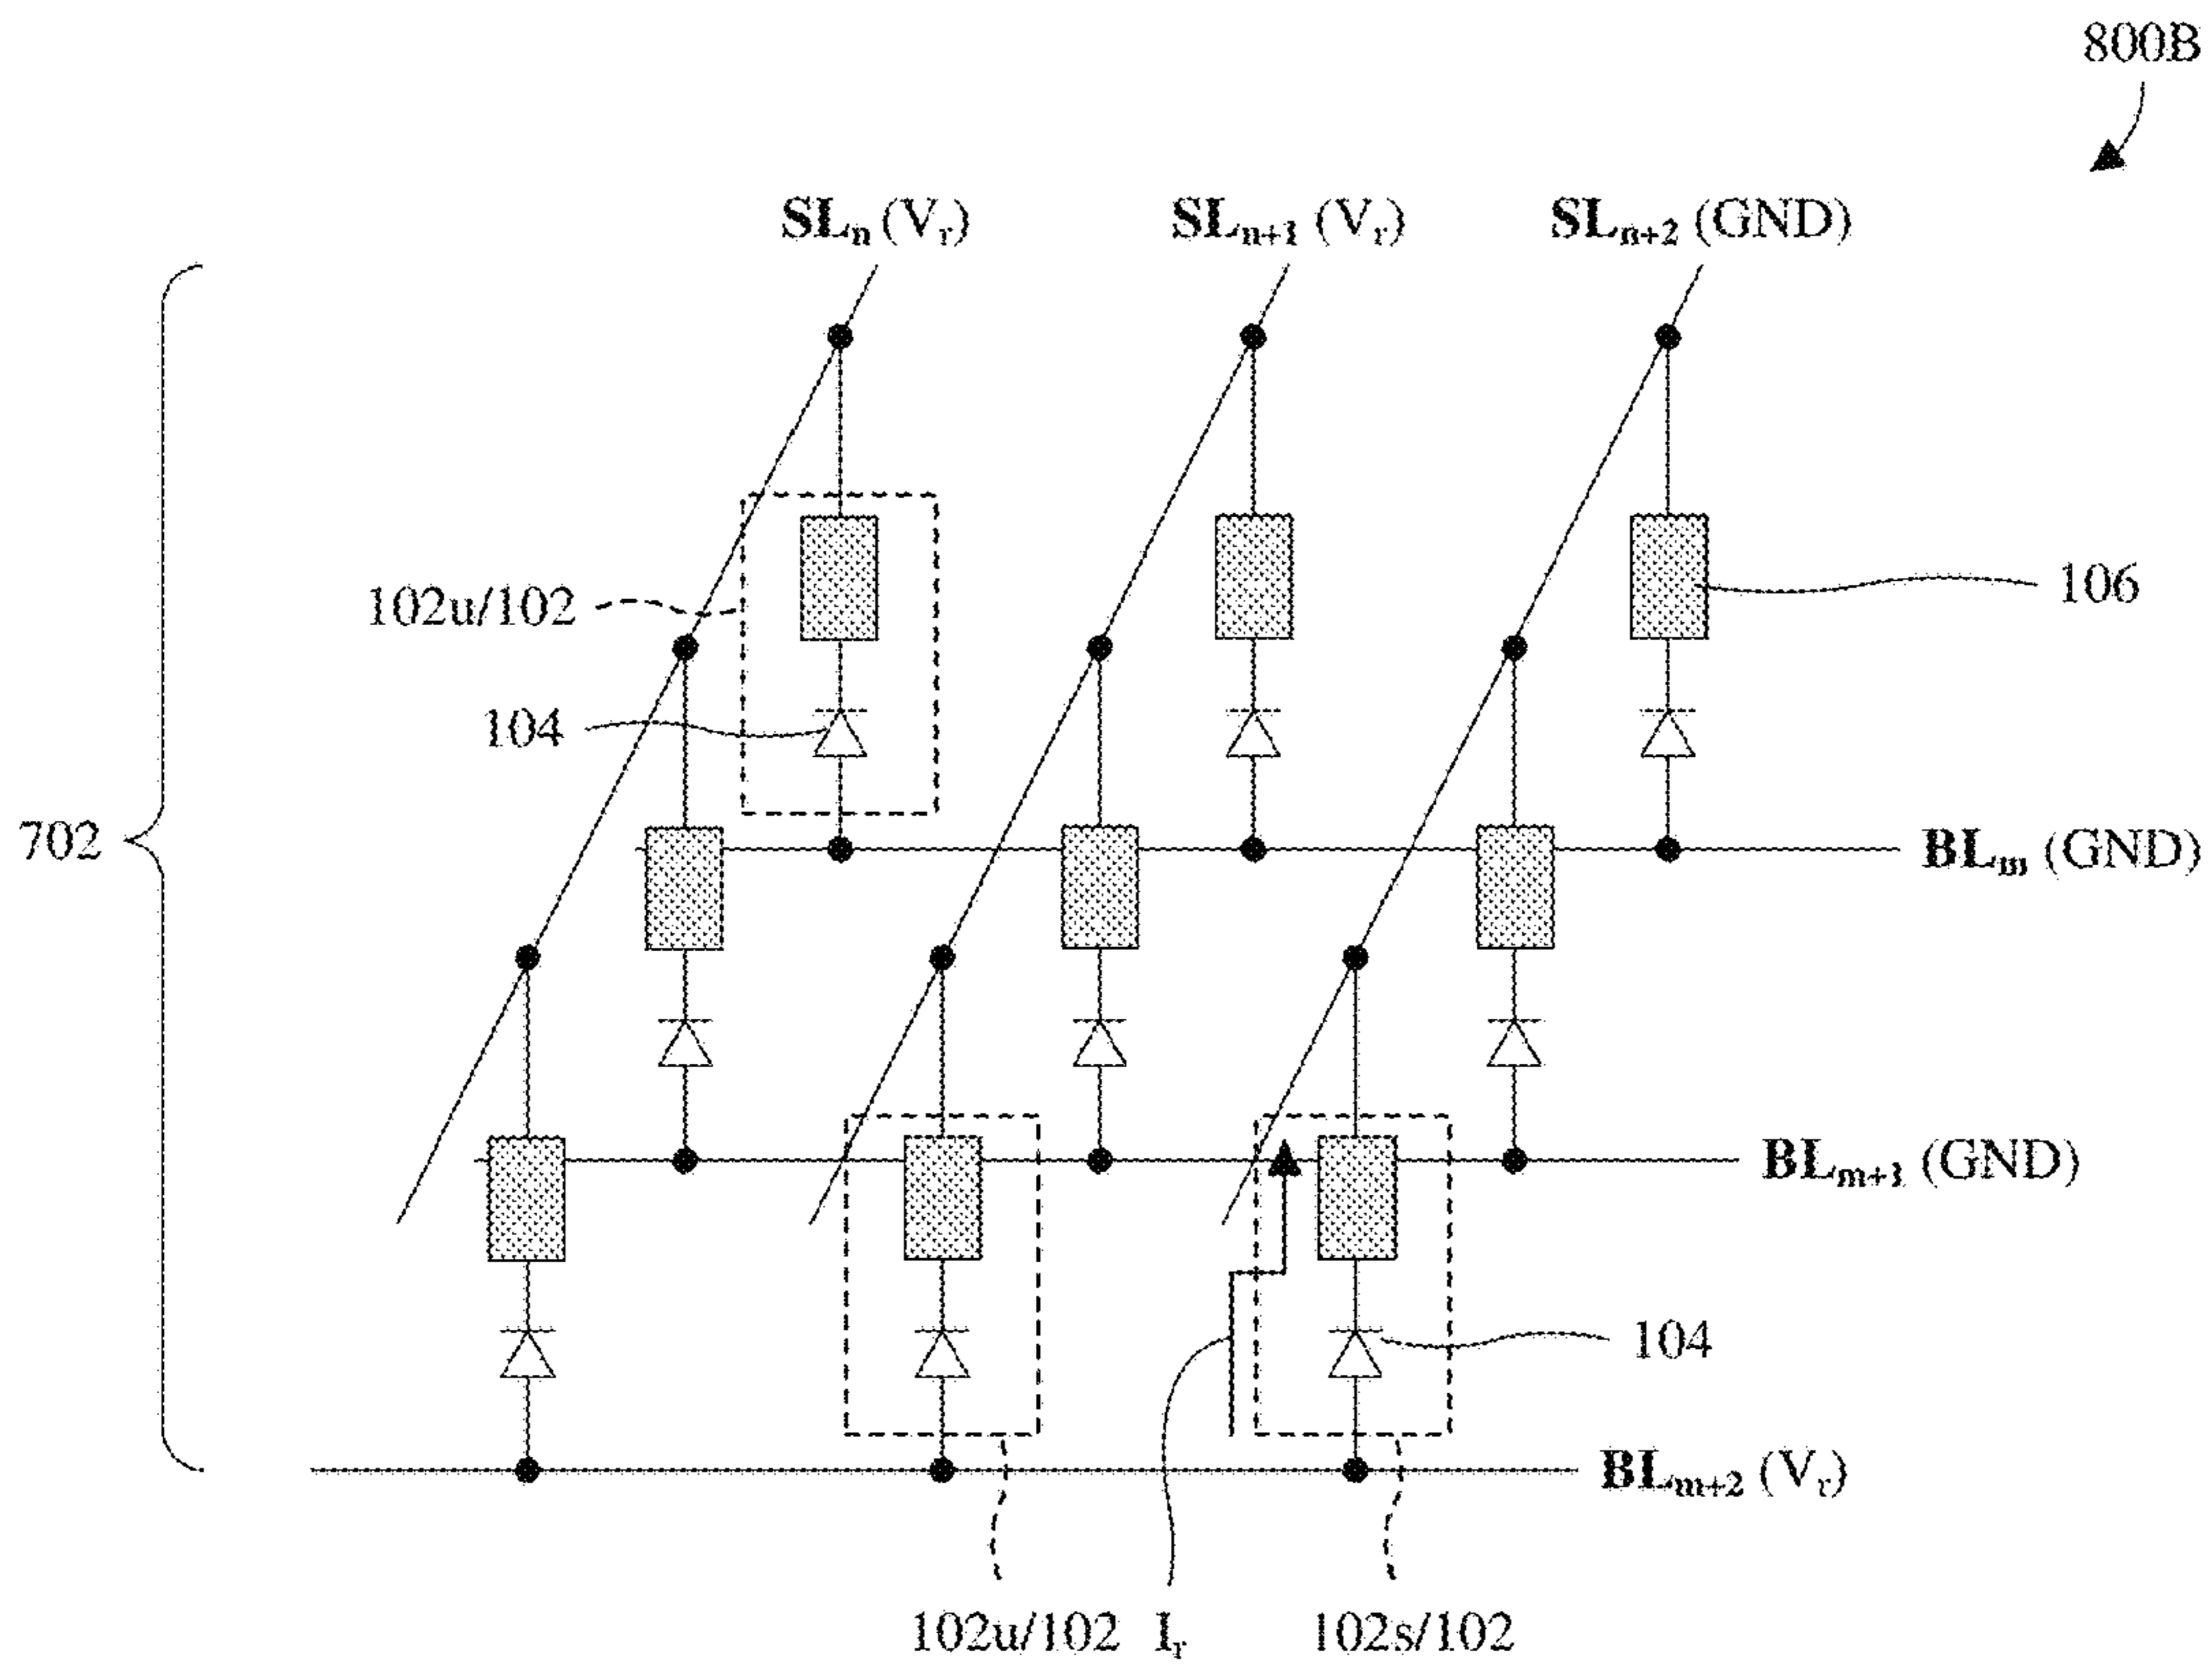 800B
SLₙ (Vᵣ) SLₙ₊₁ (Vᵣ) SLₙ₊₂ (GND)
102u/102
106
104
702
BLₘ (GND)
BLₘ₊₁ (GND)
104
BLₘ₊₂ (Vᵣ)
102u/102 Iᵣ 102s/102